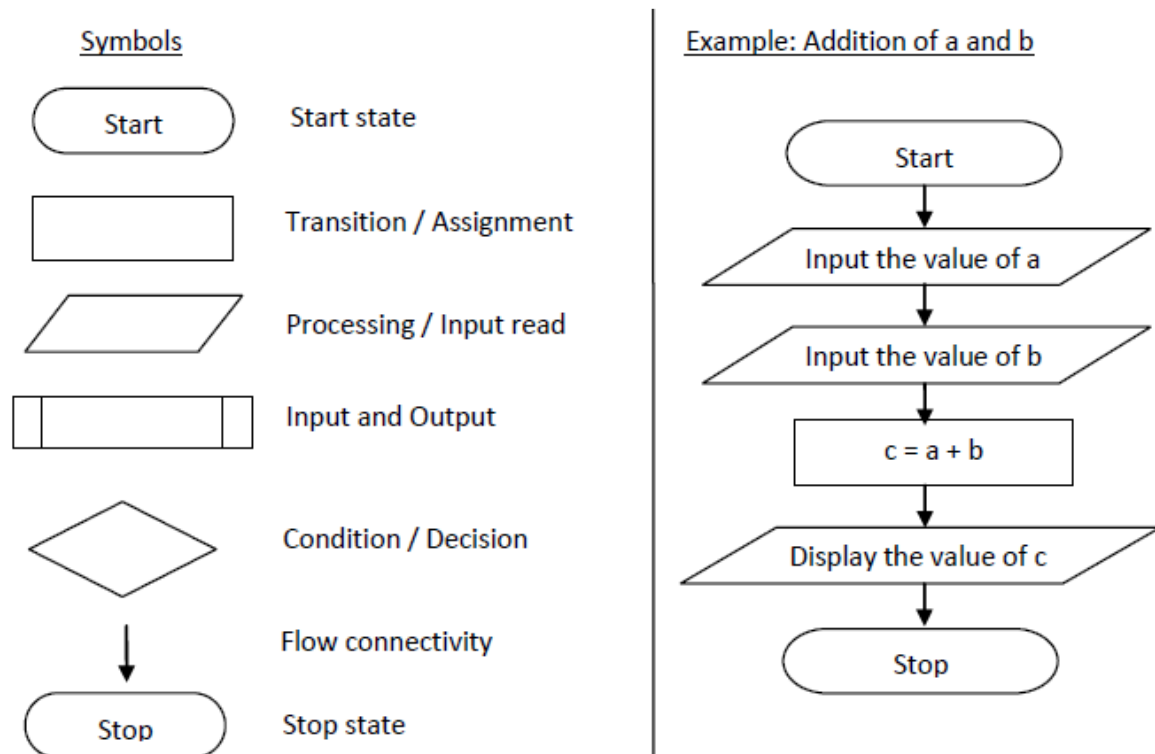 Symbols
Start
Start state
Transition / Assignment
Processing / Input read
Input and Output
Condition / Decision
Flow connectivity
Stop
Stop state
Example: Addition of a and b
Start
Input the value of a
Input the value of b
c = a + b
Display the value of c
Stop